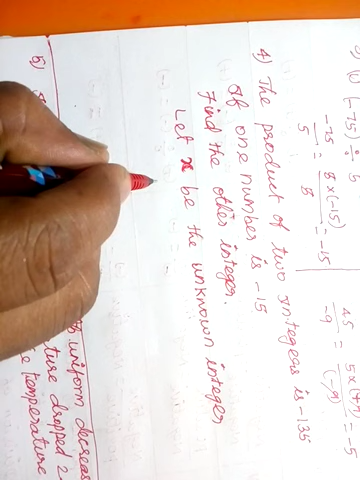 (-75) ÷ 5
-75/5 = 5×(-15)/5 = -15
45/-9 = 5×(+9)/(-9) = -5
4) The product of two integers is -135
If one number is -15
Find the other integer.
Let x be the unknown integer
5)
uniform decreas
ture dropped 2
temperature